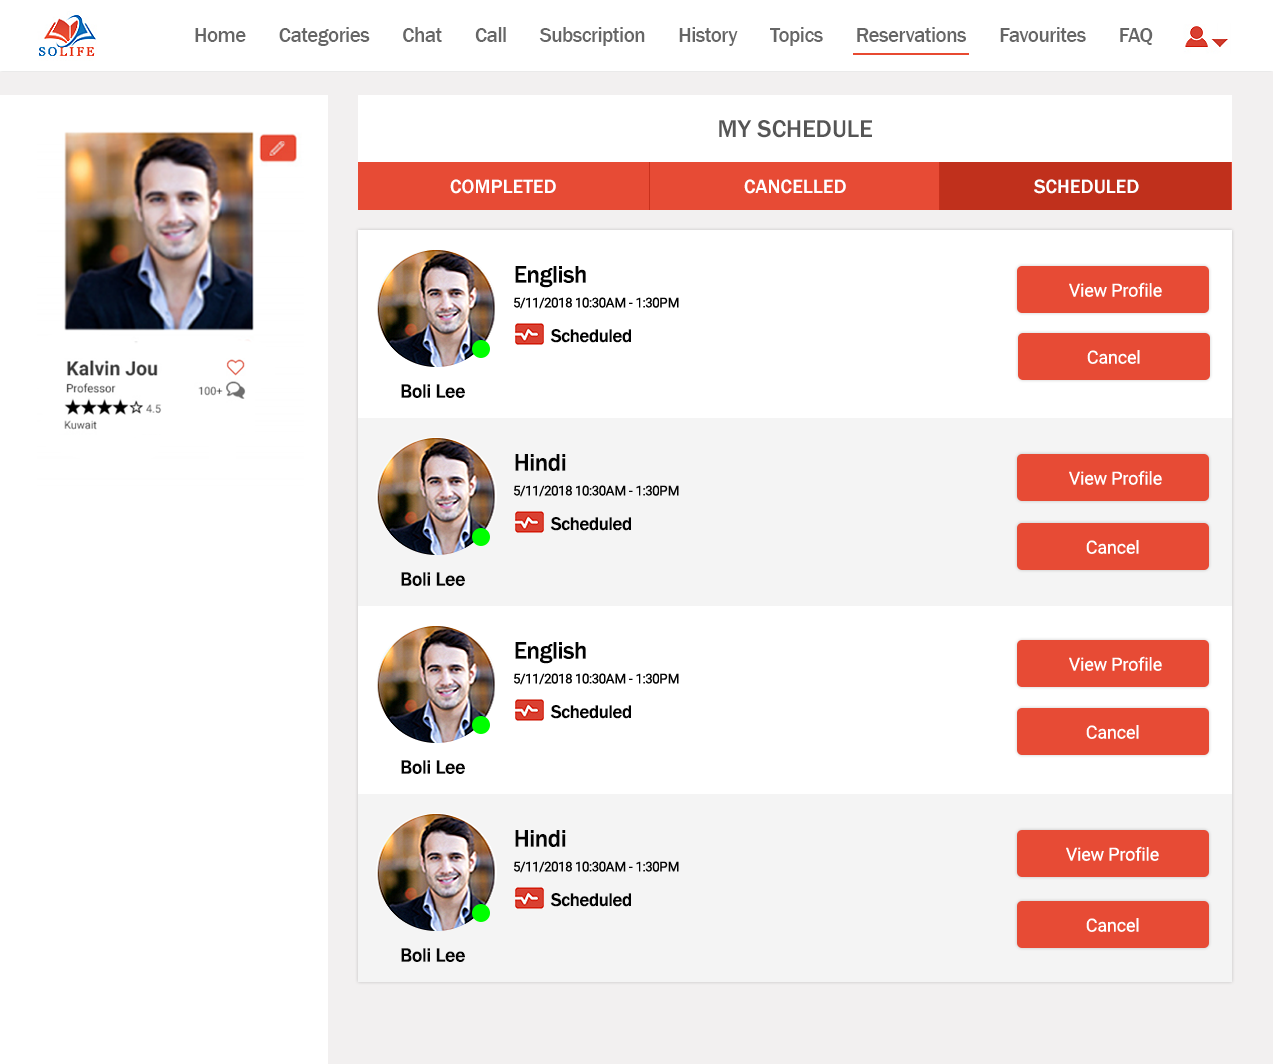 SOLIFE
Home Categories Chat Call Subscription History Topics Reservations Favourites FAQ
Kalvin Jou
Professor
100+
4.5
Kuwait
MY SCHEDULE
COMPLETED CANCELLED SCHEDULED
English
5/11/2018 10:30AM - 1:30PM
Scheduled
Boli Lee
View Profile
Cancel
Hindi
5/11/2018 10:30AM - 1:30PM
Scheduled
Boli Lee
View Profile
Cancel
English
5/11/2018 10:30AM - 1:30PM
Scheduled
Boli Lee
View Profile
Cancel
Hindi
5/11/2018 10:30AM - 1:30PM
Scheduled
Boli Lee
View Profile
Cancel